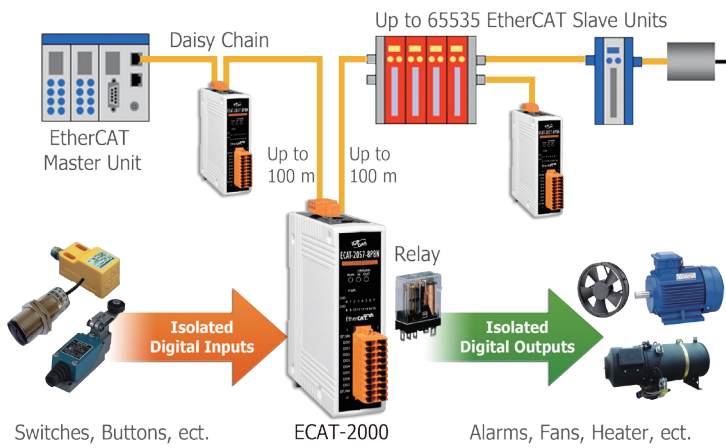 Up to 65535 EtherCAT Slave Units
Daisy Chain
EtherCAT
Master Unit
Up to
100 m
Up to
100 m
ECAT-2057-8P8N
Relay
EtherCAT
Isolated
Digital Inputs
Isolated
Digital Outputs
Switches, Buttons, ect.
ECAT-2000
Alarms, Fans, Heater, ect.